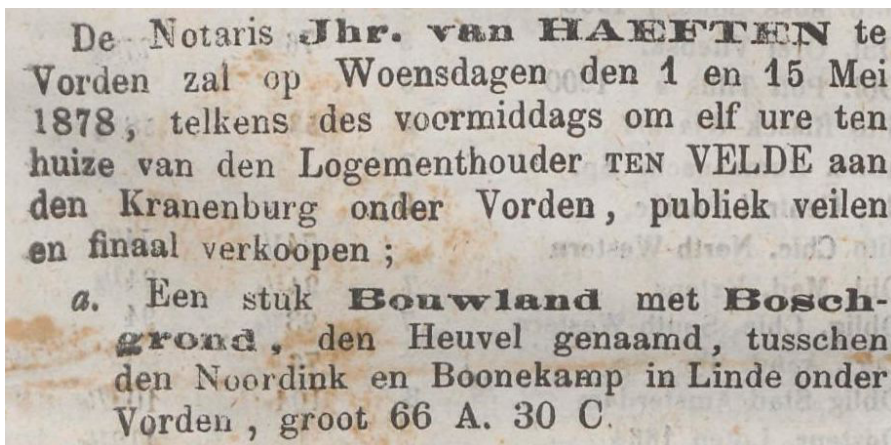 De Notaris Jhr. van HAEFTEN te
Vorden zal op Woensdagen den 1 en 15 Mei
1878, telkens des voormiddags om elf ure ten
huize van den Logementhouder TEN VELDE aan
den Kranenburg onder Vorden, publiek veilen
en finaal verkoopen;
a. Een stuk Bouwland met Bosch-
grond, den Heuvel genaamd, tusschen
den Noordink en Boonekamp in Linde onder
Vorden, groot 66 A. 30 C.